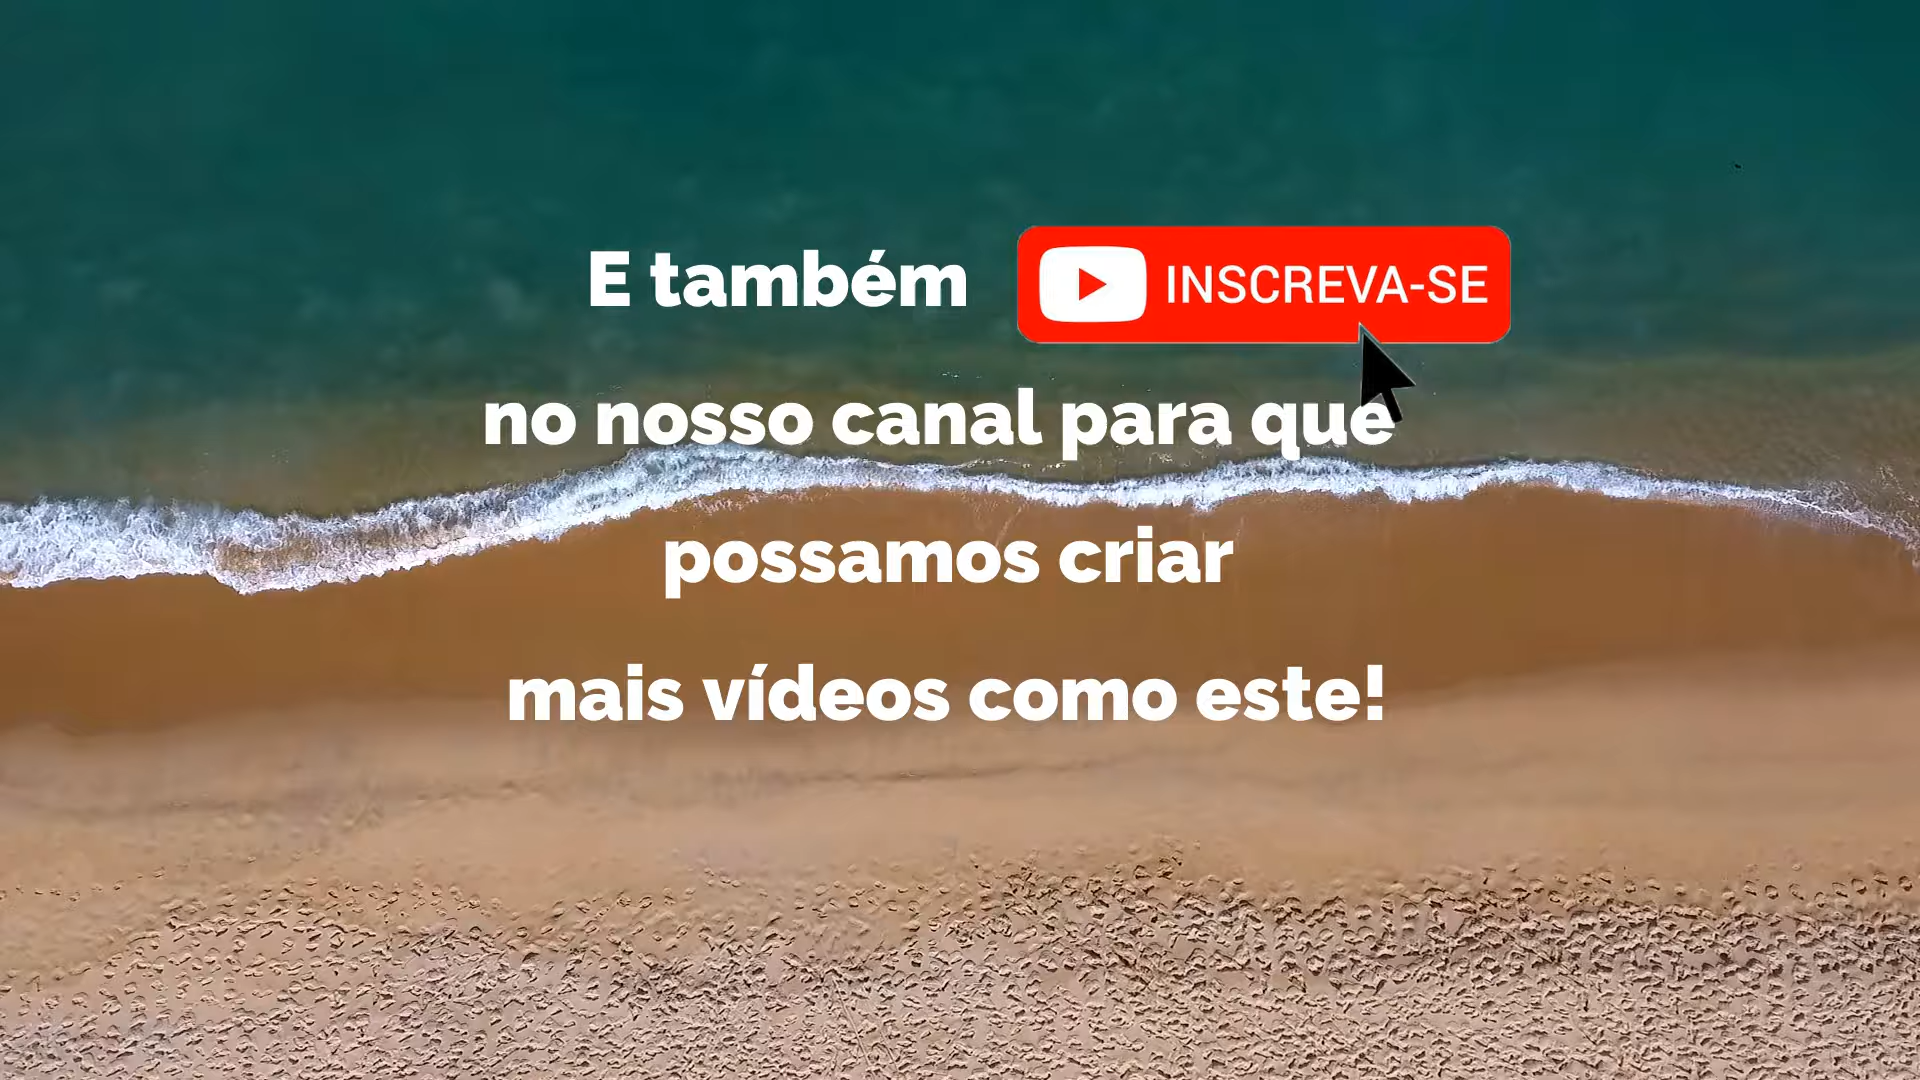 E também INSCREVA-SE
no nosso canal para que
possamos criar
mais vídeos como este!